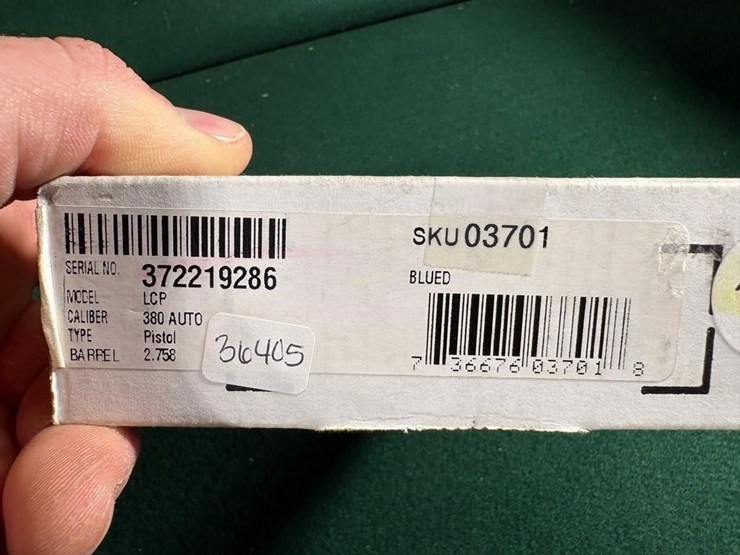 SERIAL NO. 372219286
MODEL LCP
CALIBER 380 AUTO
TYPE Pistol
BARREL 2.758
36405
SKU 03701
BLUED
7 36676 03701 8